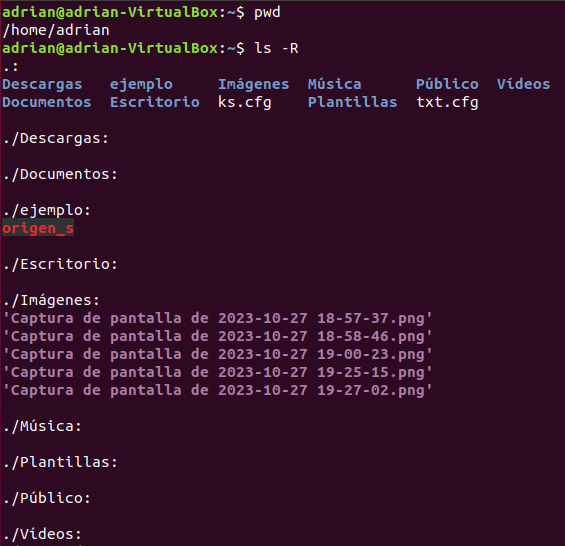 adrian@adrian-VirtualBox:~$ pwd
/home/adrian
adrian@adrian-VirtualBox:~$ ls -R
.:
Descargas   ejemplo     Imágenes  Música      Público  Vídeos
Documentos  Escritorio  ks.cfg    Plantillas  txt.cfg
./Descargas:
./Documentos:
./ejemplo:
origen_s
./Escritorio:
./Imágenes:
'Captura de pantalla de 2023-10-27 18-57-37.png'
'Captura de pantalla de 2023-10-27 18-58-46.png'
'Captura de pantalla de 2023-10-27 19-00-23.png'
'Captura de pantalla de 2023-10-27 19-25-15.png'
'Captura de pantalla de 2023-10-27 19-27-02.png'
./Música:
./Plantillas:
./Público:
./Vídeos: